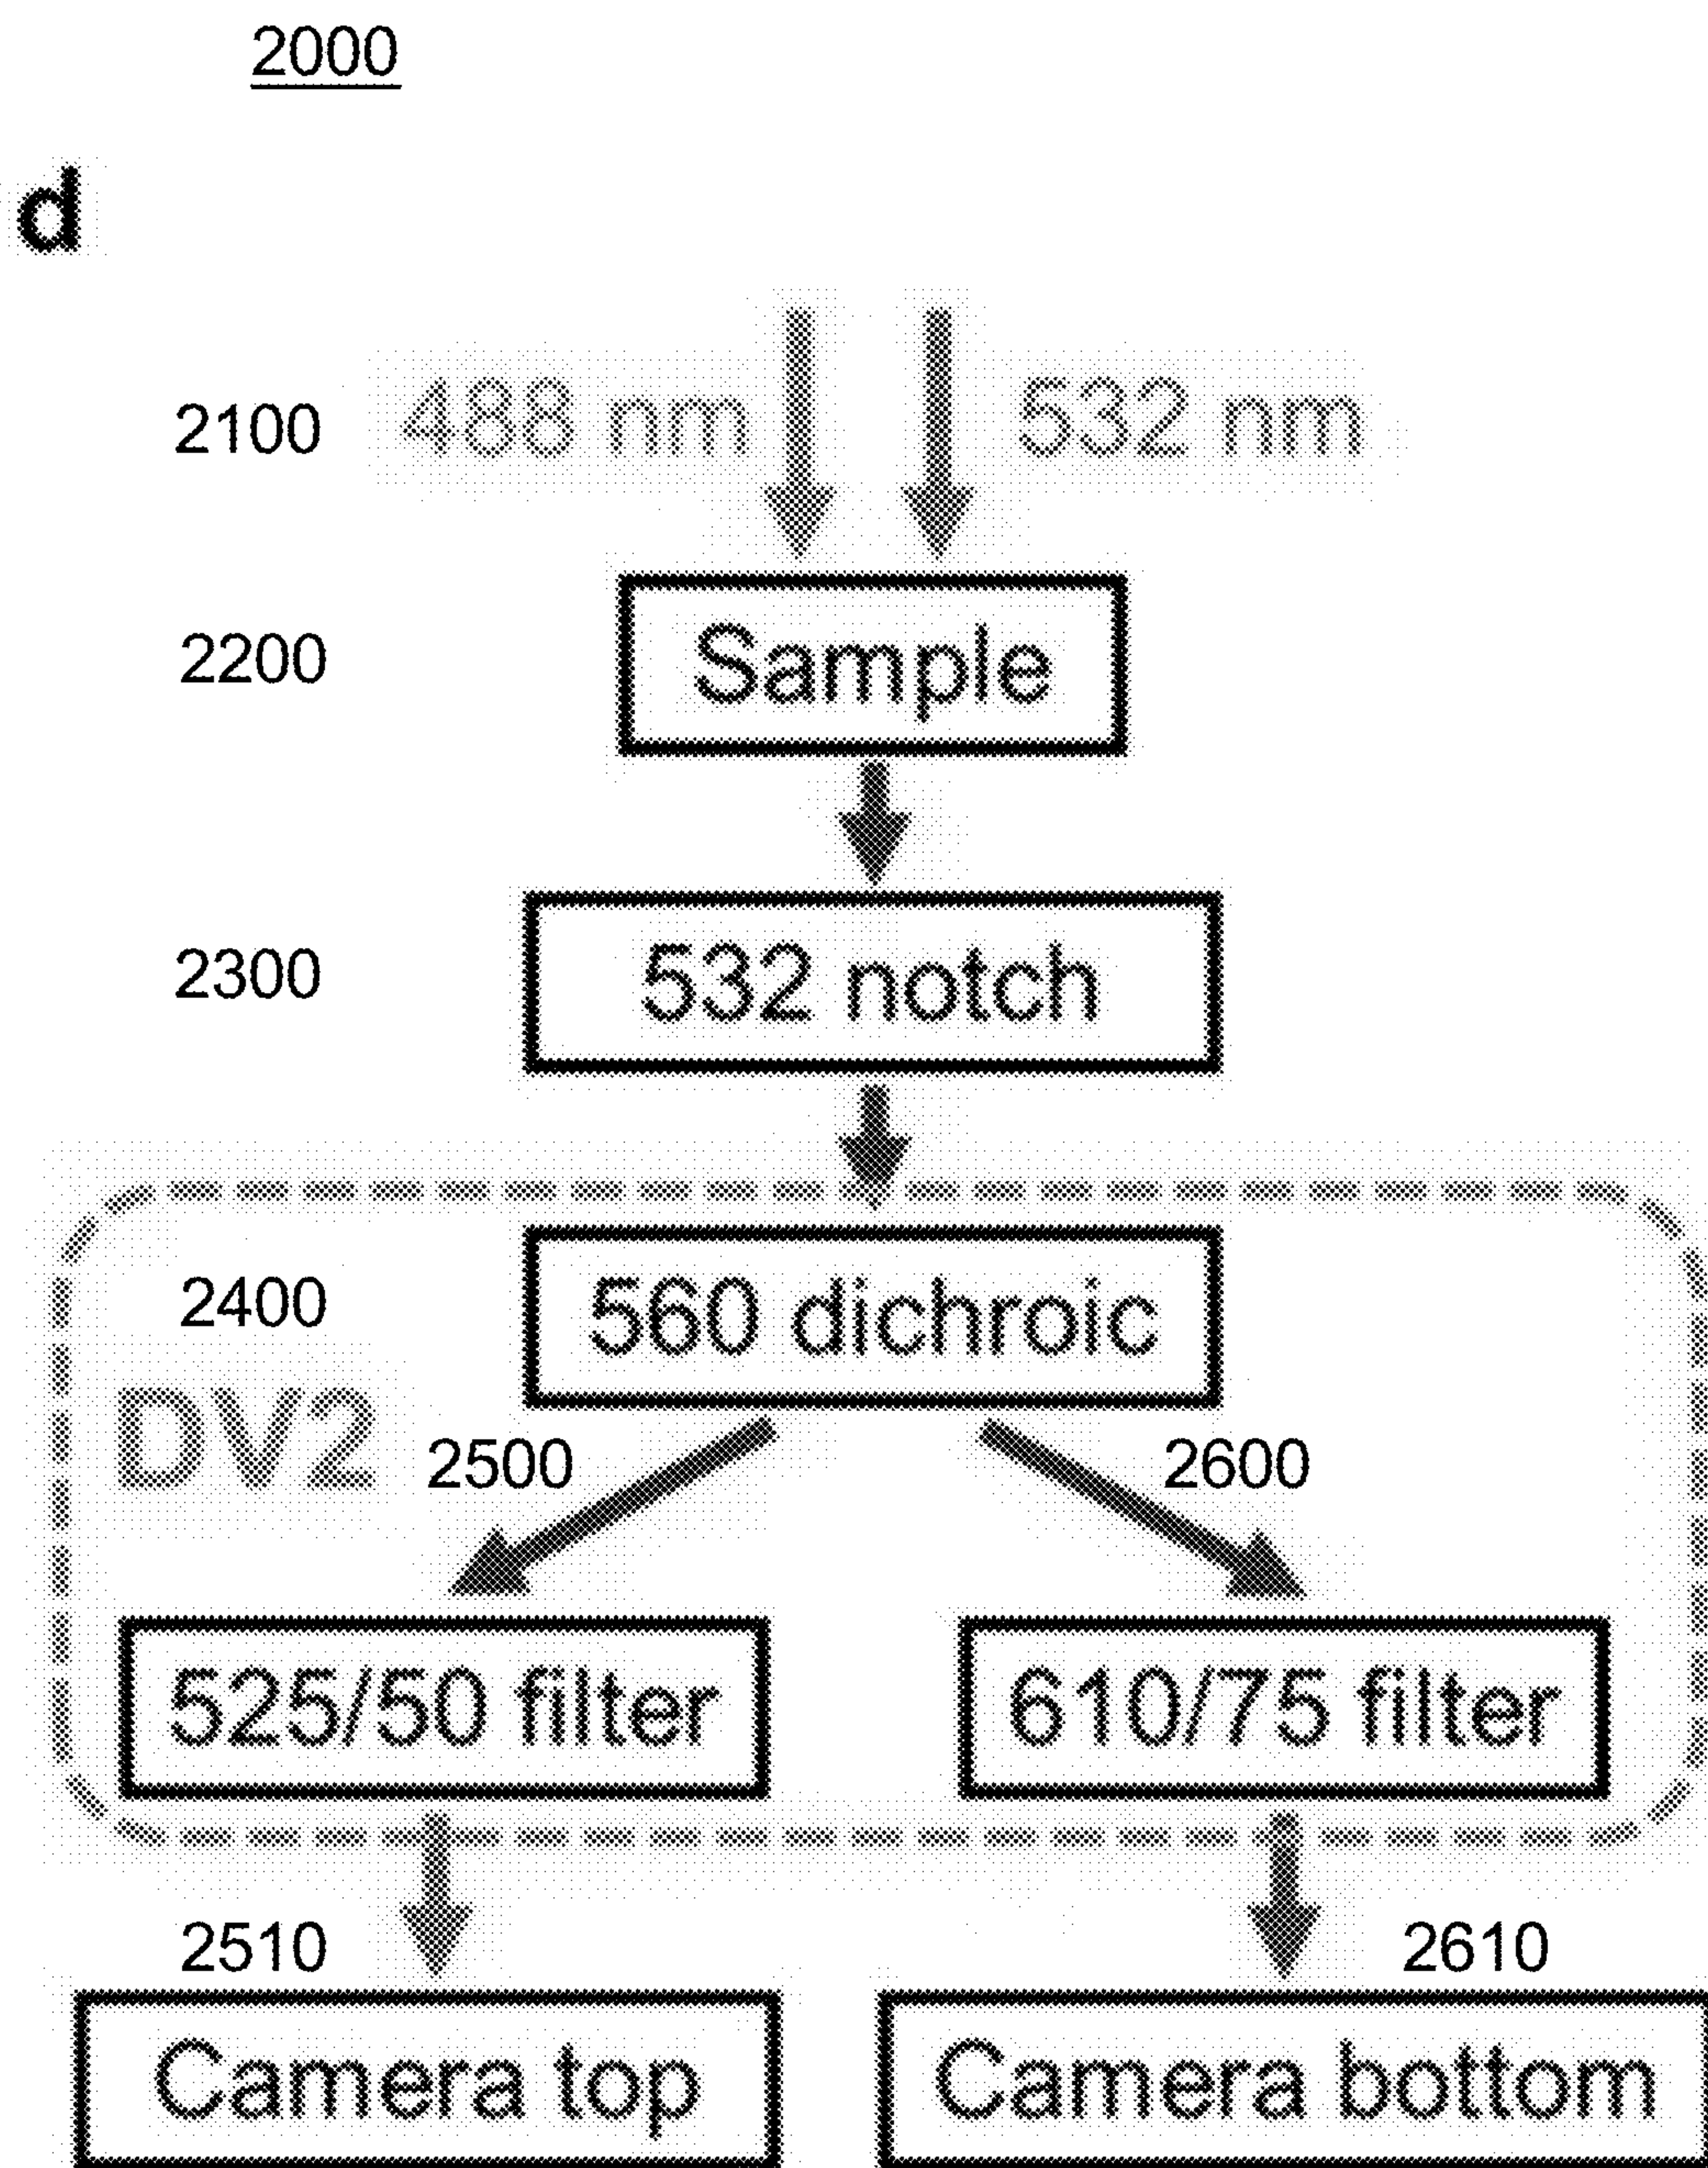 2000
d
2100 488 nm 532 nm
2200 Sample
2300 532 notch
2400 560 dichroic
DV2 2500 2600
525/50 filter 610/75 filter
2510 2610
Camera top Camera bottom